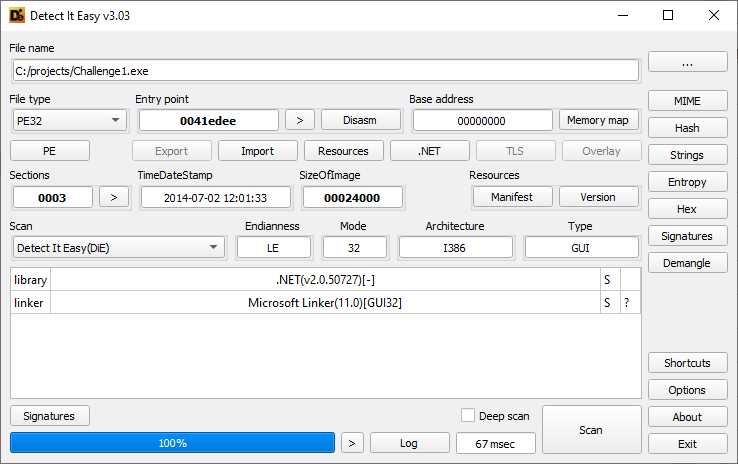 Detect It Easy v3.03
File name
C:/projects/Challenge1.exe
...
File type Entry point Base address
PE32 0041edee > Disasm 00000000 Memory map MIME
PE Export Import Resources .NET TLS Overlay Hash
Strings
Sections TimeDateStamp SizeOfImage Resources
0003 > 2014-07-02 12:01:33 00024000 Manifest Version Entropy
Hex
Scan Endianness Mode Architecture Type
Detect It Easy(DiE) LE 32 I386 GUI Signatures
Demangle
library .NET(v2.0.50727)[-] S
linker Microsoft Linker(11.0)[GUI32] S ?
Shortcuts
Options
Signatures Deep scan Scan About
100% > Log 67 msec Exit